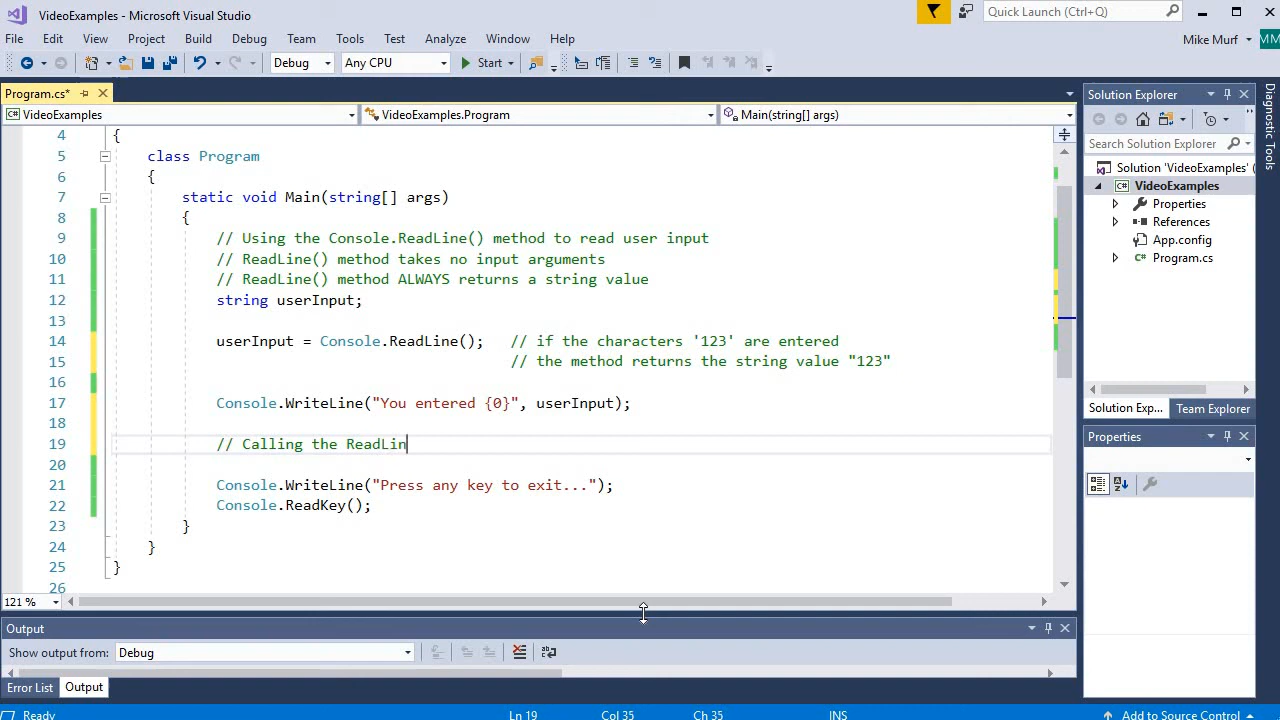 VideoExamples - Microsoft Visual Studio
Quick Launch (Ctrl+Q)
File Edit View Project Build Debug Team Tools Test Analyze Window Help
Mike Murf
MM
Debug Any CPU Start
Program.cs*
VideoExamples VideoExamples.Program Main(string[] args)
4 {
5 class Program
6 {
7 static void Main(string[] args)
8 {
9 // Using the Console.ReadLine() method to read user input
10 // ReadLine() method takes no input arguments
11 // ReadLine() method ALWAYS returns a string value
12 string userInput;
13
14 userInput = Console.ReadLine(); // if the characters '123' are entered
15 // the method returns the string value "123"
16
17 Console.WriteLine("You entered {0}", userInput);
18
19 // Calling the ReadLin
20
21 Console.WriteLine("Press any key to exit...");
22 Console.ReadKey();
23 }
24 }
25 }
26
121 %
Output
Show output from: Debug
Error List Output
Solution Explorer
Search Solution Explorer
Solution 'VideoExamples' (
VideoExamples
Properties
References
App.config
Program.cs
Solution Exp... Team Explorer
Properties
Diagnostic Tools
Ready Ln 19 Col 35 Ch 35 INS Add to Source Control